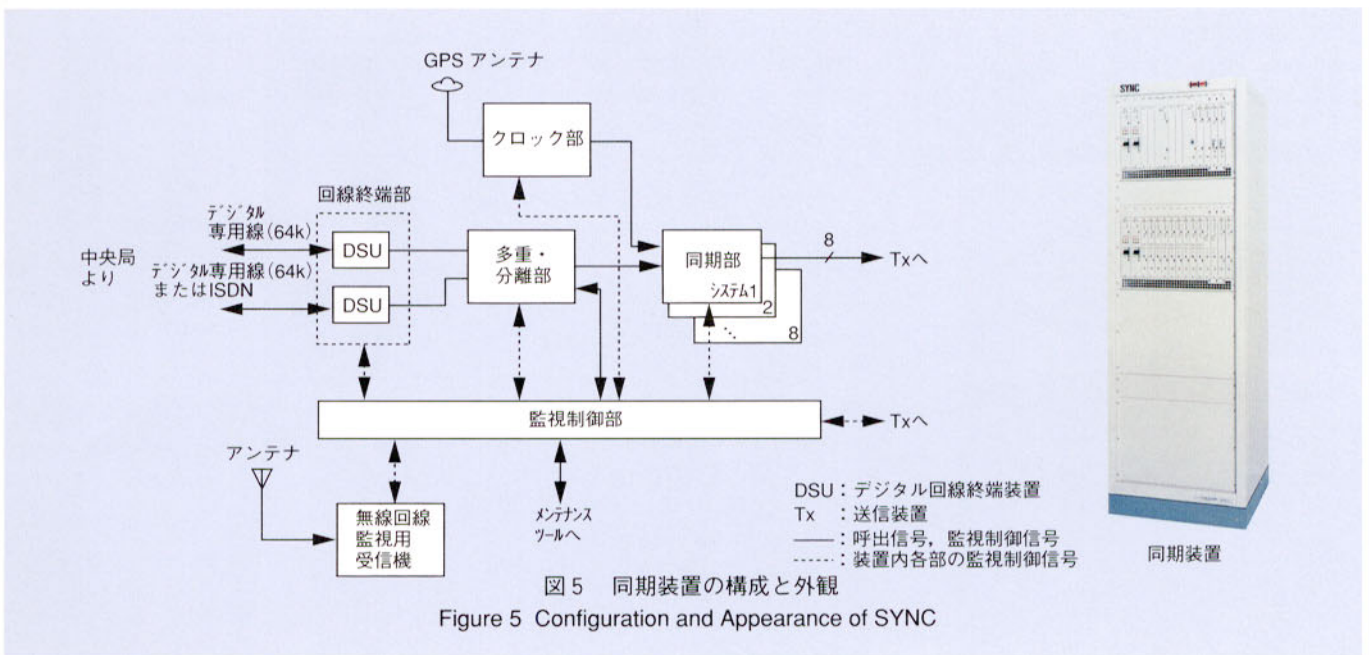 GPS アンテナ
クロック部
回線終端部
デジタル
専用線(64k)
DSU
中央局
より
デジタル専用線(64k)
またはISDN
DSU
多重・
分離部
同期部
システム1
2
⋱ 8
8
Txへ
監視制御部
Txへ
アンテナ
無線回線
監視用
受信機
メンテナンス
ツールへ
DSU：デジタル回線終端装置
Tx ：送信装置
——：呼出信号，監視制御信号
-----：装置内各部の監視制御信号
SYNC
同期装置
図5 同期装置の構成と外観
Figure 5 Configuration and Appearance of SYNC